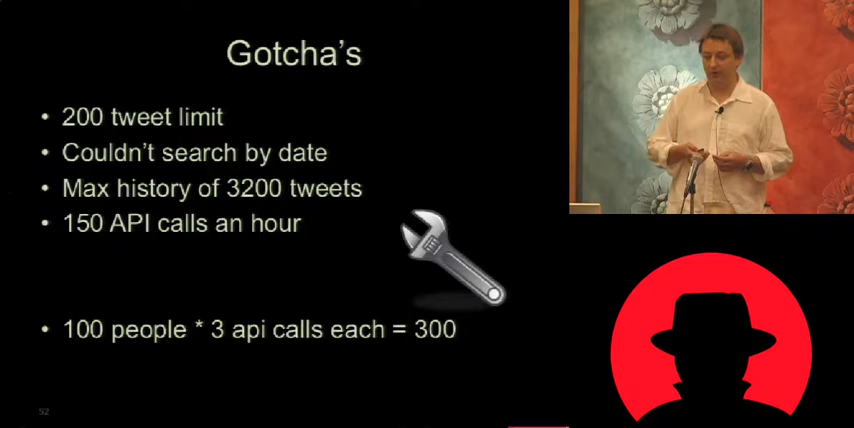 Gotcha's
• 200 tweet limit
• Couldn't search by date
• Max history of 3200 tweets
• 150 API calls an hour
• 100 people * 3 api calls each = 300
52